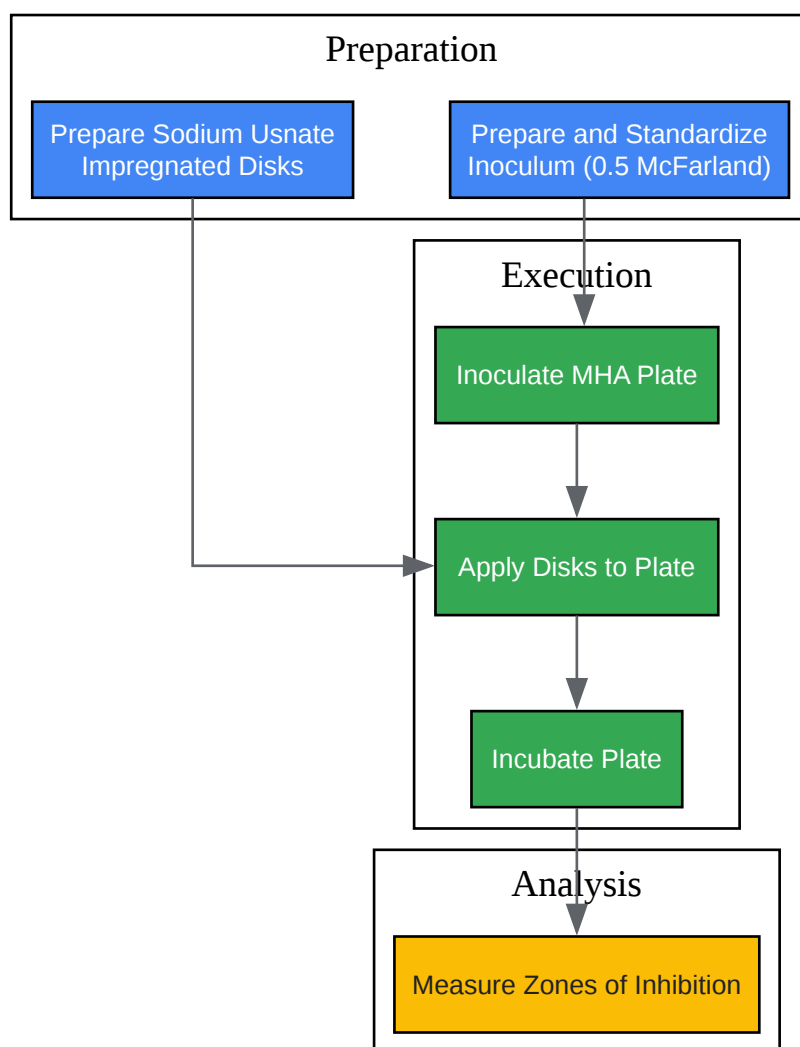 Preparation
Prepare Sodium Usnate
Impregnated Disks
Prepare and Standardize
Inoculum (0.5 McFarland)
Execution
Inoculate MHA Plate
Apply Disks to Plate
Incubate Plate
Analysis
Measure Zones of Inhibition